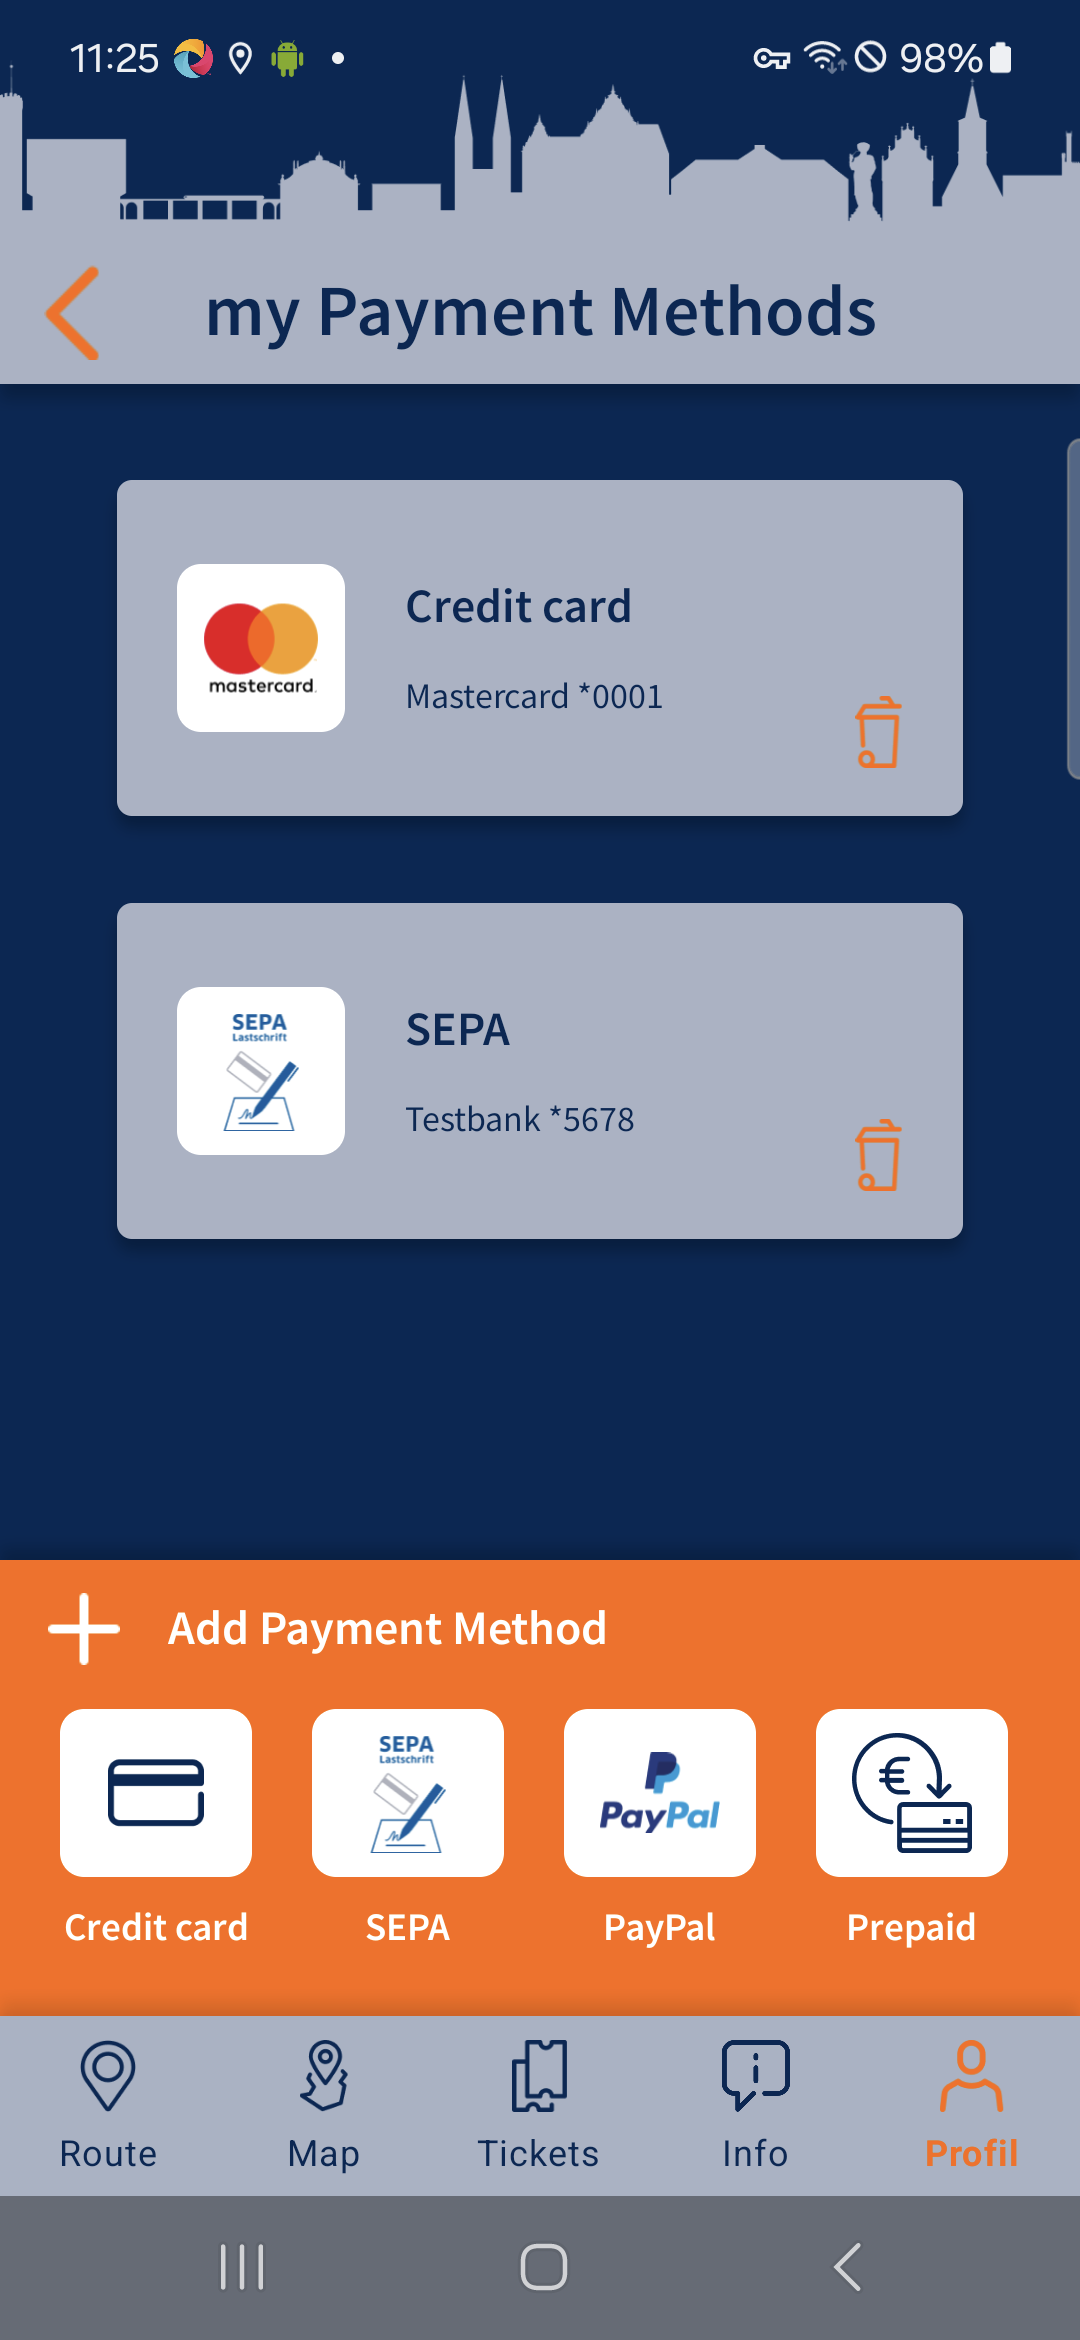 11:25
98%
my Payment Methods
Credit card
mastercard.
Mastercard *0001
SEPA
Lastschrift
SEPA
Testbank *5678
Add Payment Method
SEPA
Lastschrift
PayPal
Credit card
SEPA
PayPal
Prepaid
Route
Map
Tickets
Info
Profil